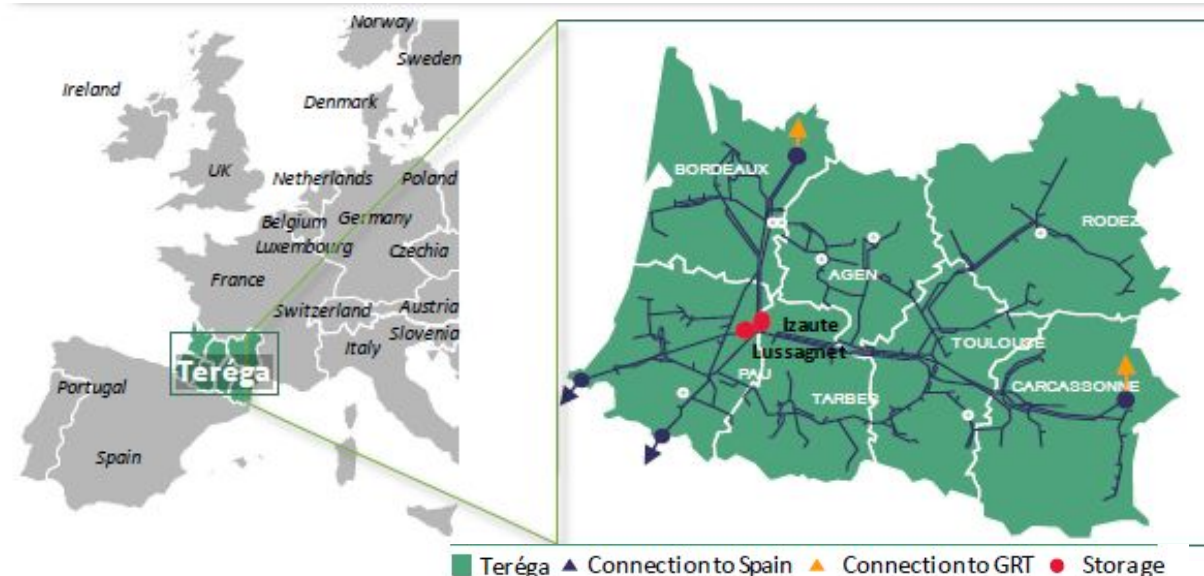 Norway
Sweden
Ireland
Denmark
UK
Netherlands
Poland
Belgium
Germany
Luxembourg
Czechia
France
Switzerland
Austria
Slovenia
Italy
Teréga
Portugal
Spain
BORDEAUX
RODEZ
AGEN
Izaute
TOULOUSE
Lussagnet
PAU
CARCASSONNE
TARBES
Teréga
Connection to Spain
Connection to GRT
Storage